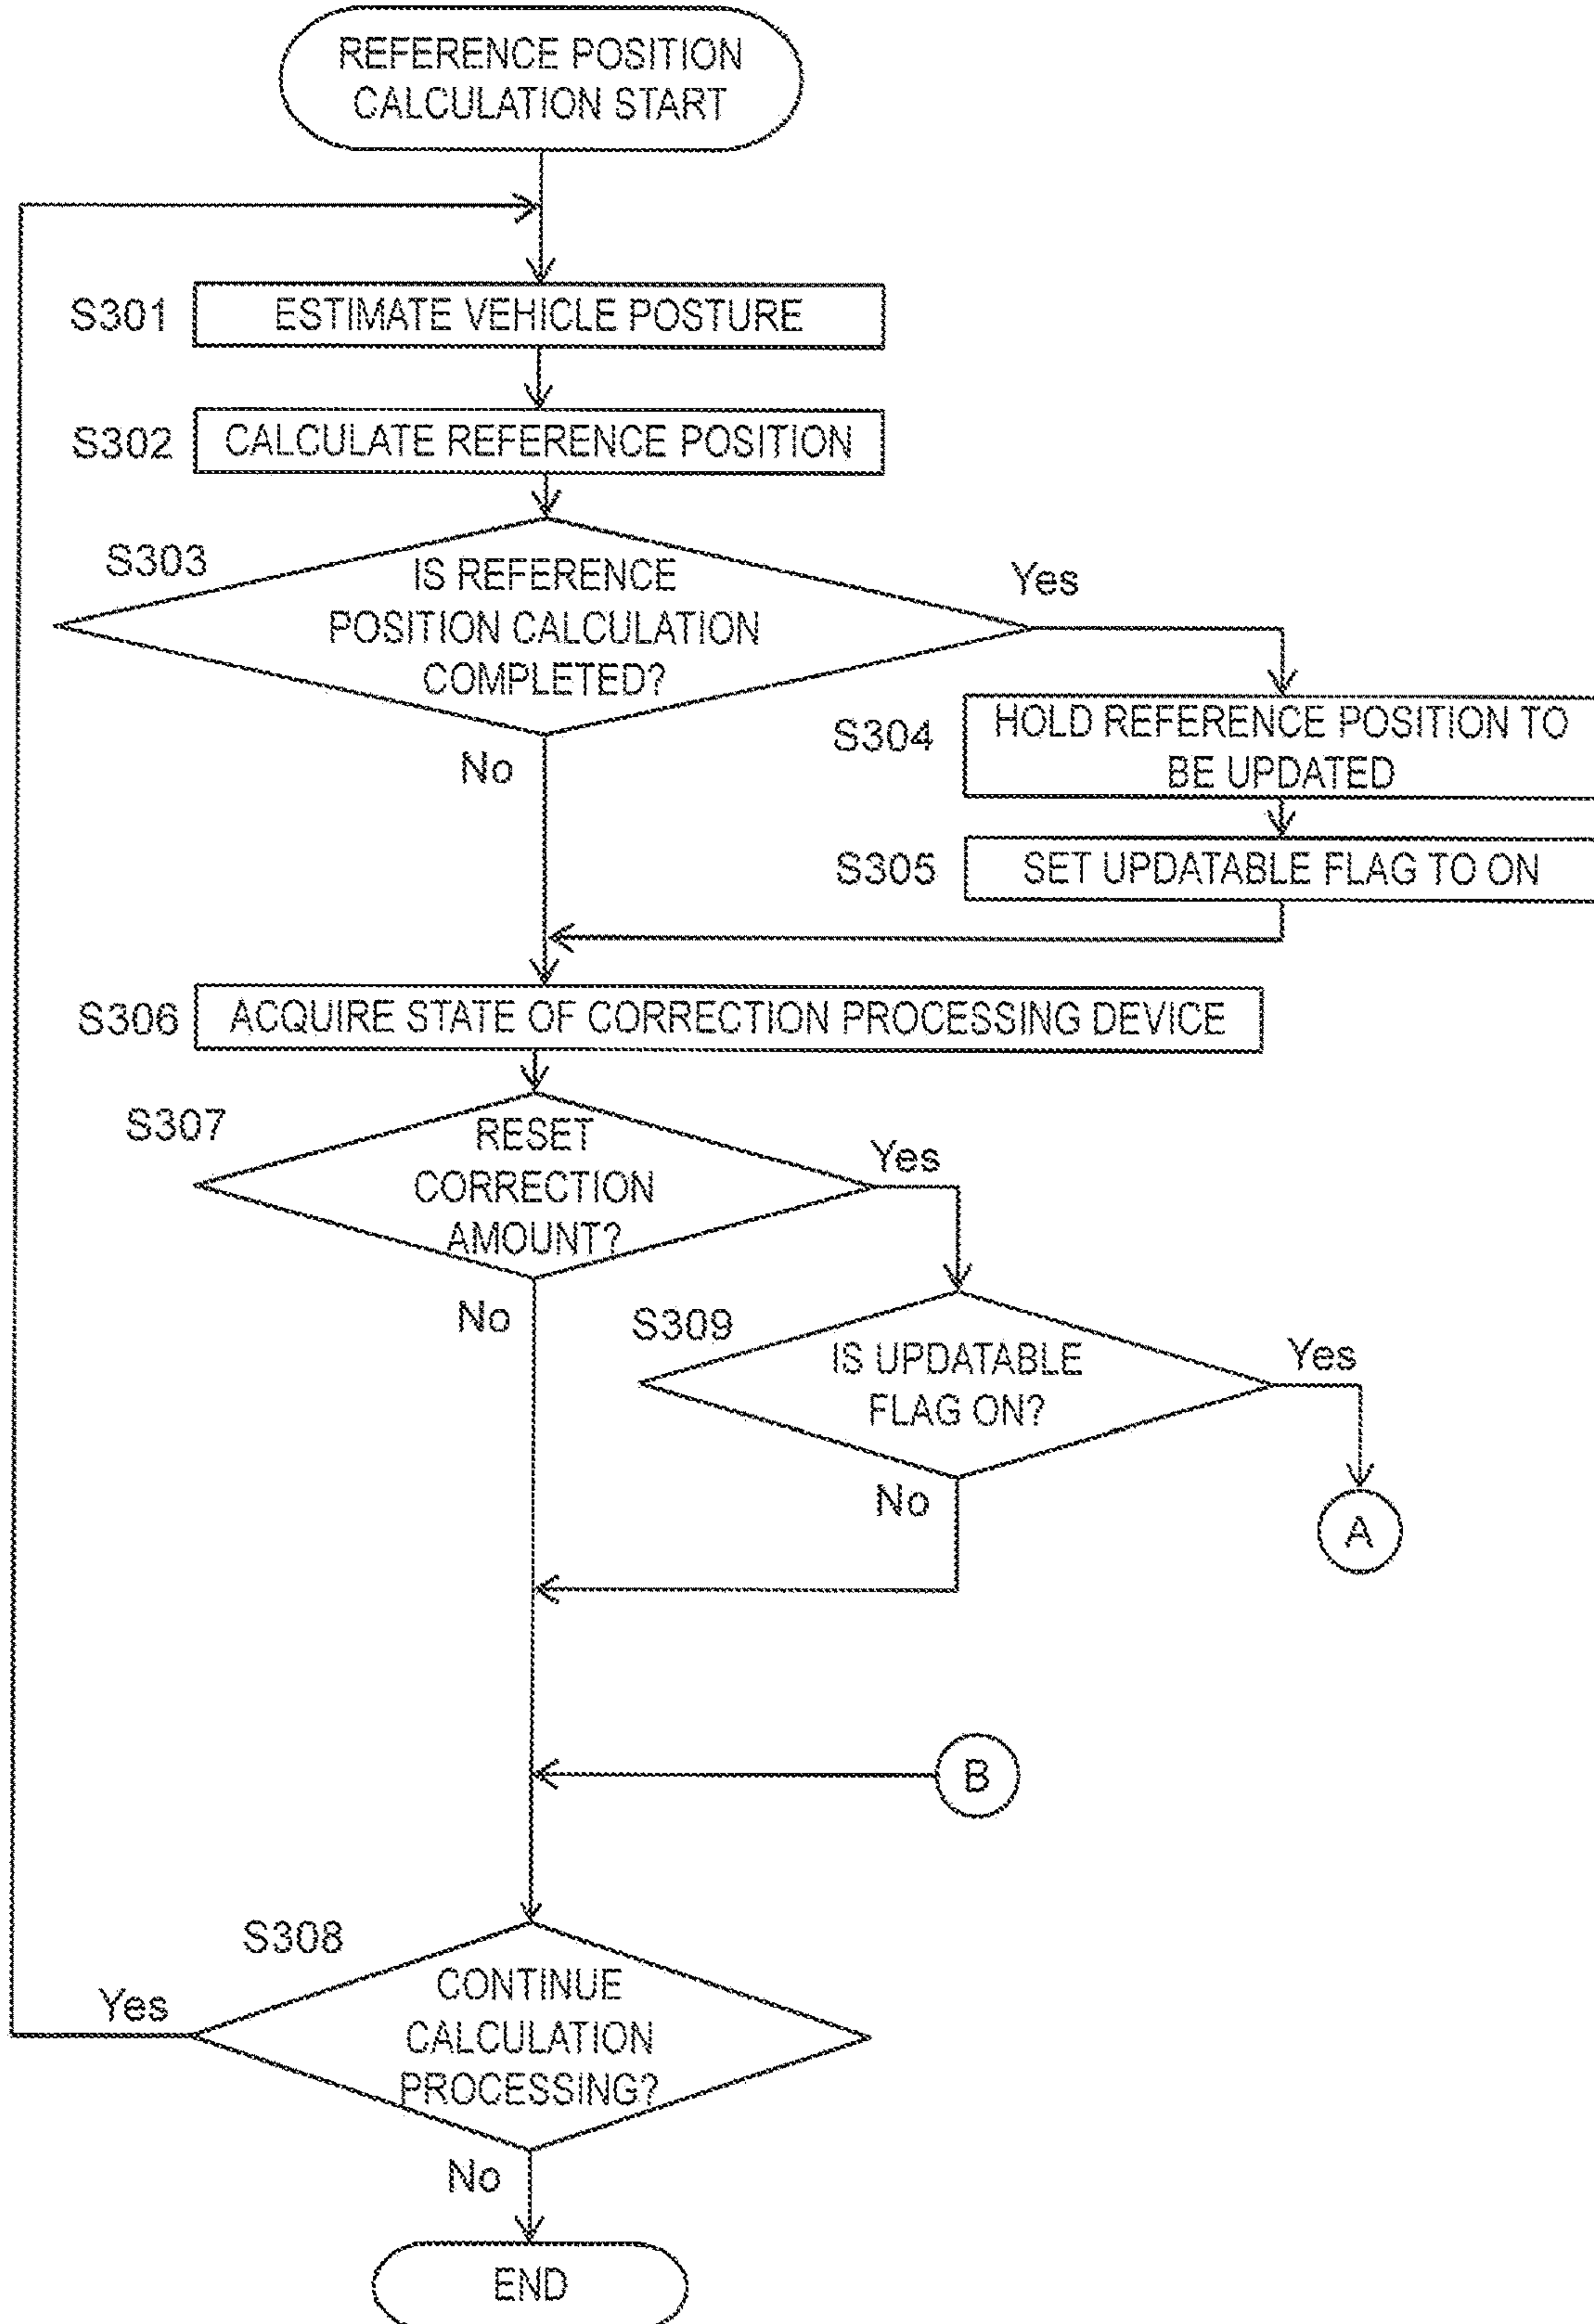 REFERENCE POSITION
CALCULATION START
S301
ESTIMATE VEHICLE POSTURE
S302
CALCULATE REFERENCE POSITION
S303
IS REFERENCE
POSITION CALCULATION
COMPLETED?
Yes
No
S304
HOLD REFERENCE POSITION TO
BE UPDATED
S305
SET UPDATABLE FLAG TO ON
S306
ACQUIRE STATE OF CORRECTION PROCESSING DEVICE
S307
RESET
CORRECTION
AMOUNT?
Yes
No
S309
IS UPDATABLE
FLAG ON?
Yes
No
A
B
S308
CONTINUE
CALCULATION
PROCESSING?
Yes
No
END